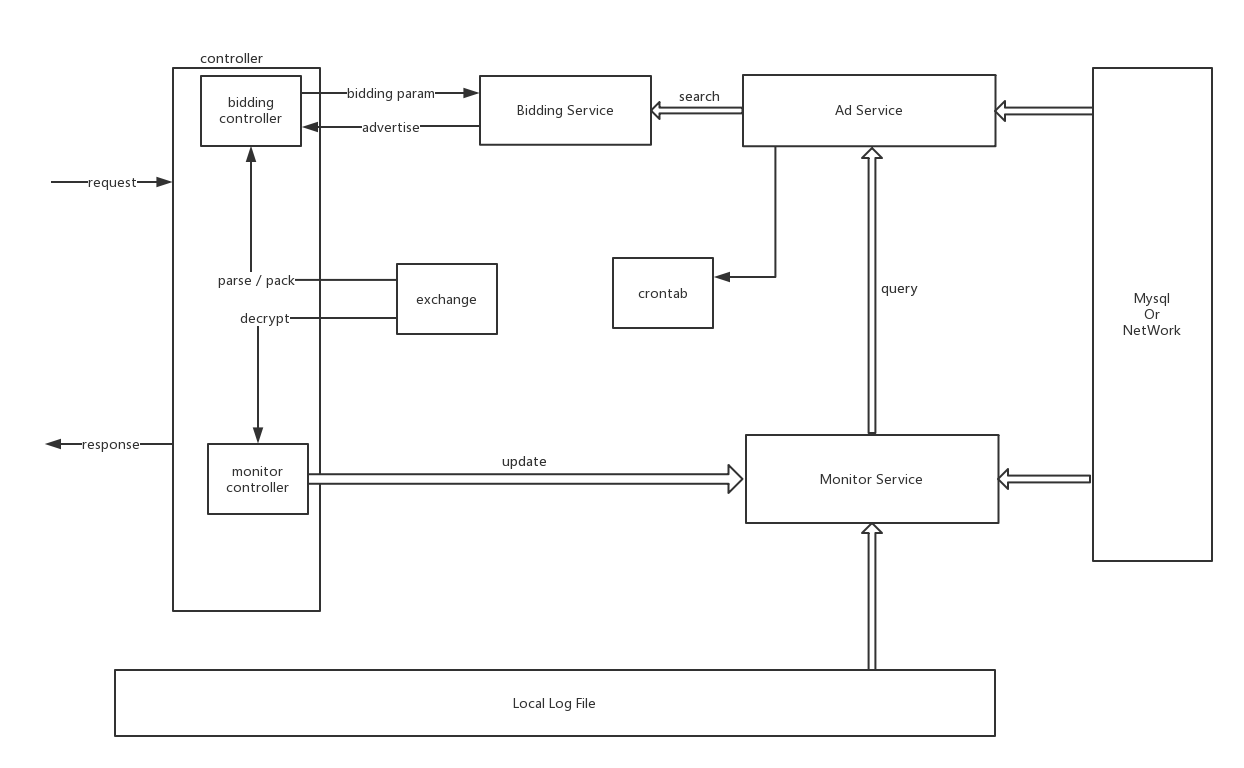 controller
bidding
controller
bidding param
advertise
Bidding Service
search
Ad Service
request
parse / pack
decrypt
exchange
crontab
query
Mysql
Or
NetWork
response
monitor
controller
update
Monitor Service
Local Log File